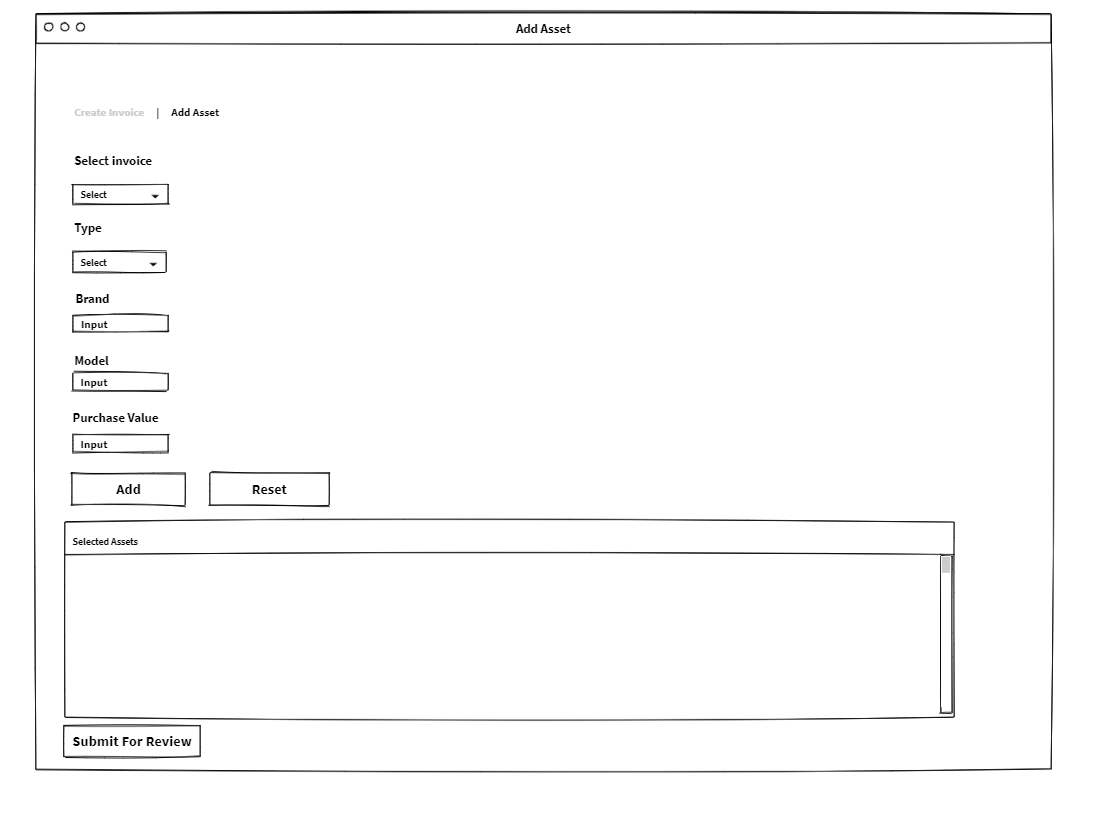 Add Asset
Create Invoice | Add Asset
Select invoice
Select
Type
Select
Brand
Input
Model
Input
Purchase Value
Input
Add Reset
Selected Assets
Submit For Review